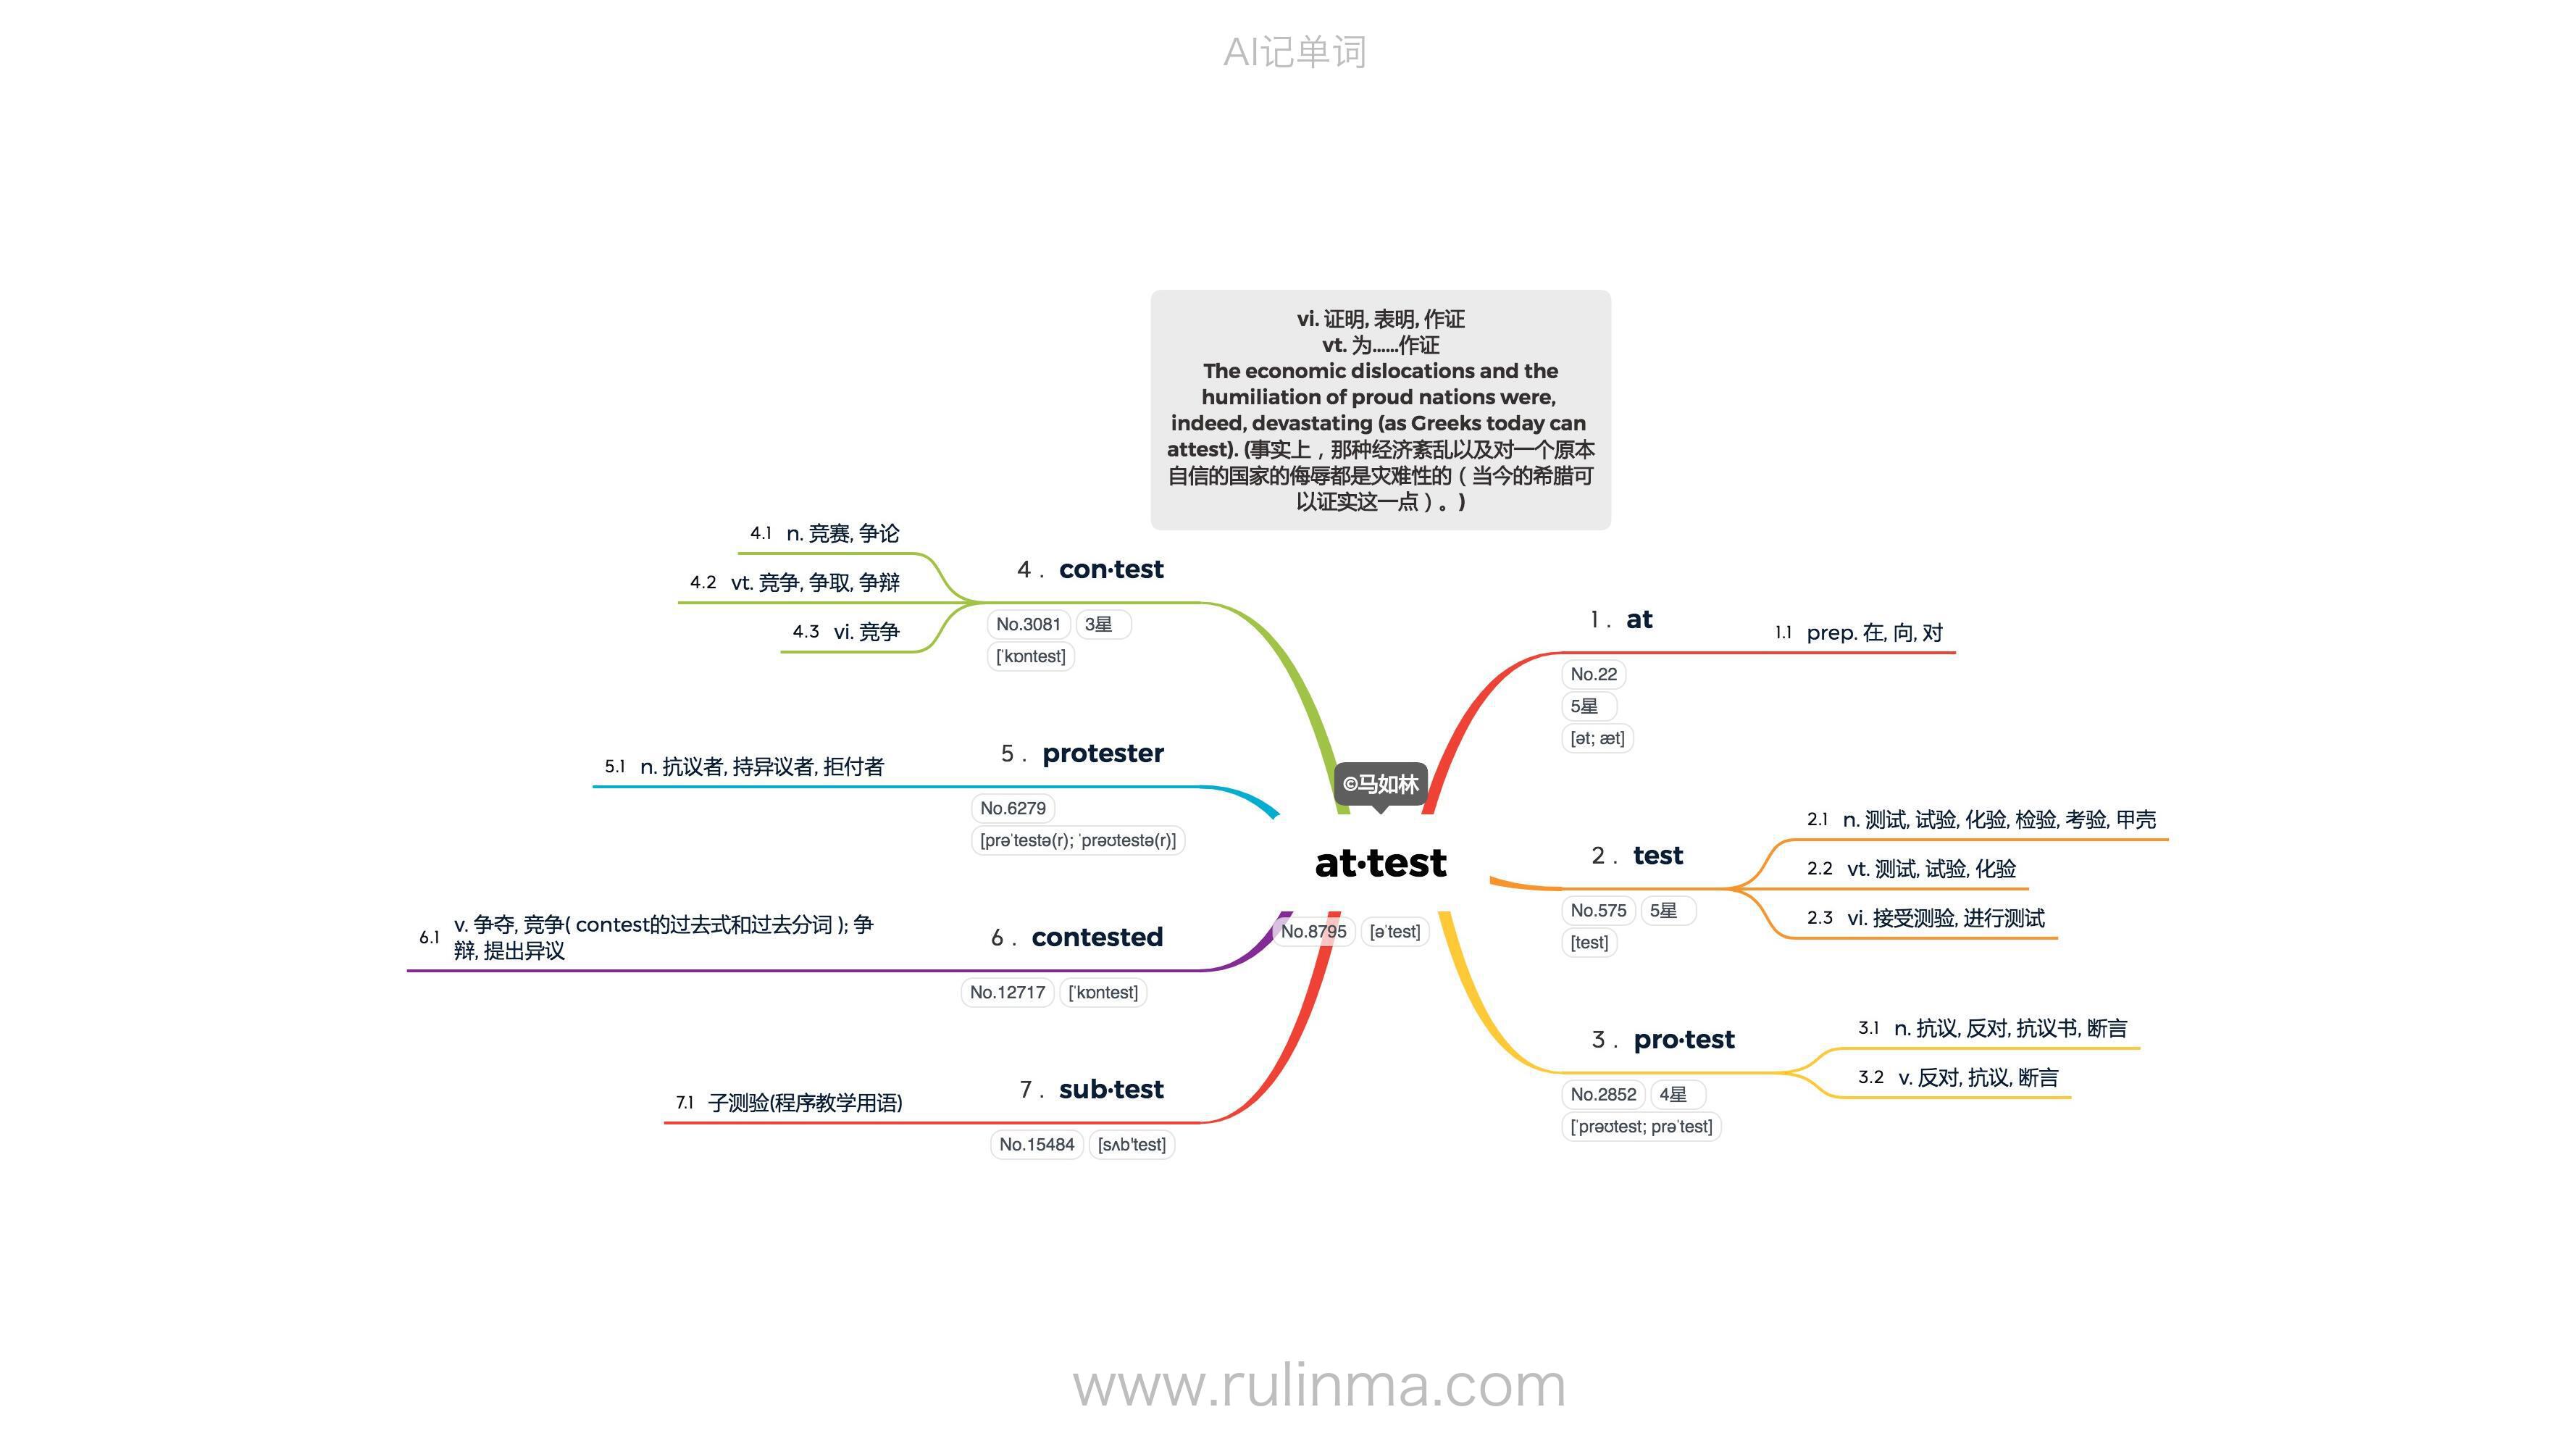 AI记单词
vi. 证明, 表明, 作证
vt. 为......作证
The economic dislocations and the
humiliation of proud nations were,
indeed, devastating (as Greeks today can
attest). (事实上，那种经济紊乱以及对一个原本
自信的国家的侮辱都是灾难性的（当今的希腊可
以证实这一点）。)
©马如林
at·test
No.8795 [əˈtest]
1 . at
No.22
5星
[ət; æt]
1.1 prep. 在, 向, 对
2 . test
No.575 5星
[test]
2.1 n. 测试, 试验, 化验, 检验, 考验, 甲壳
2.2 vt. 测试, 试验, 化验
2.3 vi. 接受测验, 进行测试
3 . pro·test
No.2852 4星
[ˈprəʊtest; prəˈtest]
3.1 n. 抗议, 反对, 抗议书, 断言
3.2 v. 反对, 抗议, 断言
4 . con·test
No.3081 3星
[ˈkɒntest]
4.1 n. 竞赛, 争论
4.2 vt. 竞争, 争取, 争辩
4.3 vi. 竞争
5 . protester
No.6279
[prəˈtestə(r); ˈprəʊtestə(r)]
5.1 n. 抗议者, 持异议者, 拒付者
6 . contested
No.12717 [ˈkɒntest]
6.1 v. 争夺, 竞争( contest的过去式和过去分词 ); 争
辩, 提出异议
7 . sub·test
No.15484 [sʌb'test]
7.1 子测验(程序教学用语)
www.rulinma.com